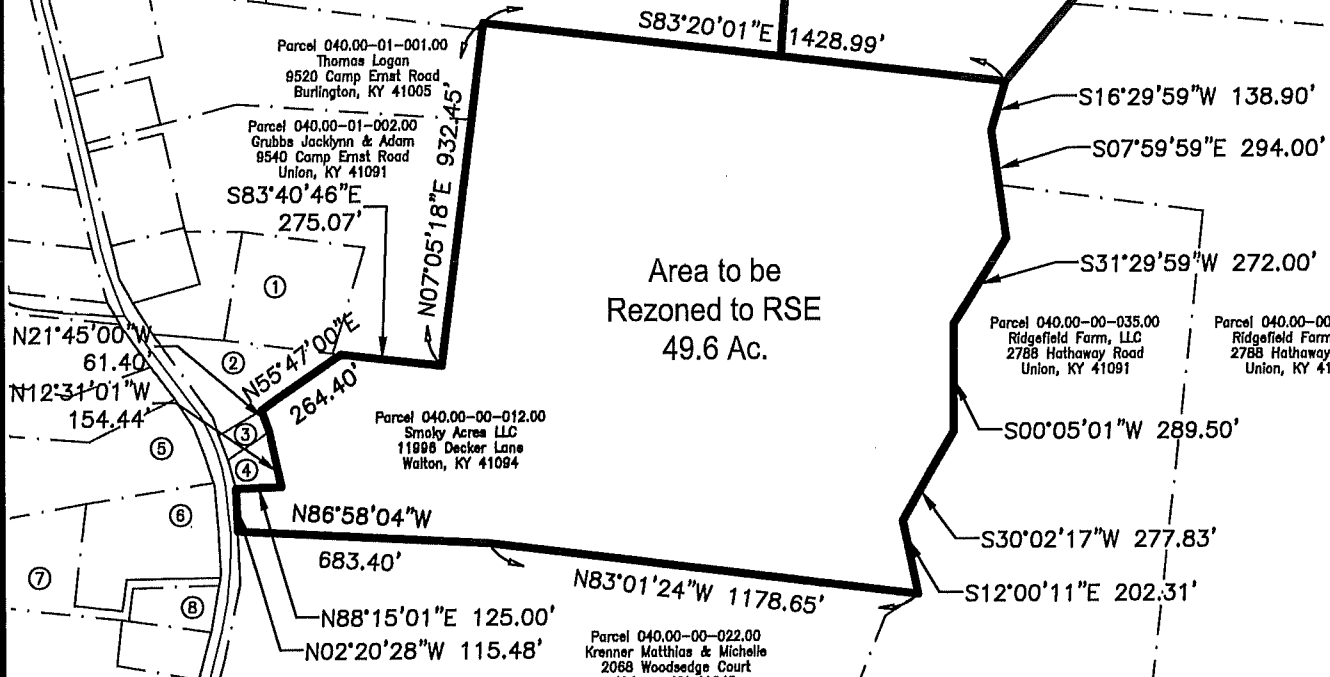 S83°20'01"E 1428.99'
Parcel 040.00-01-001.00
Thomas Logan
9520 Camp Ernst Road
Burlington, KY 41005
S16°29'59"W 138.90'
Parcel 040.00-01-002.00
Grubbs Jacklynn & Adam
9540 Camp Ernst Road
Union, KY 41091
N07°05'18"E 932.45'
S07°59'59"E 294.00'
S83°40'46"E
275.07'
Area to be
Rezoned to RSE
49.6 Ac.
S31°29'59"W 272.00'
1
N21°45'00"W
61.40'
2
N55°47'00"E
264.40'
Parcel 040.00-00-035.00
Ridgefield Farm, LLC
2788 Hathaway Road
Union, KY 41091
Parcel 040.00-00
Ridgefield Farm
2788 Hathaway
Union, KY 41
N12°31'01"W
154.44'
Parcel 040.00-00-012.00
Smoky Acres LLC
11996 Decker Lane
Walton, KY 41094
3
S00°05'01"W 289.50'
5
4
6
N86°58'04"W
683.40'
S30°02'17"W 277.83'
7
N83°01'24"W 1178.65'
S12°00'11"E 202.31'
8
N88°15'01"E 125.00'
N02°20'28"W 115.48'
Parcel 040.00-00-022.00
Krenner Matthias & Michelle
2068 Woodsedge Court